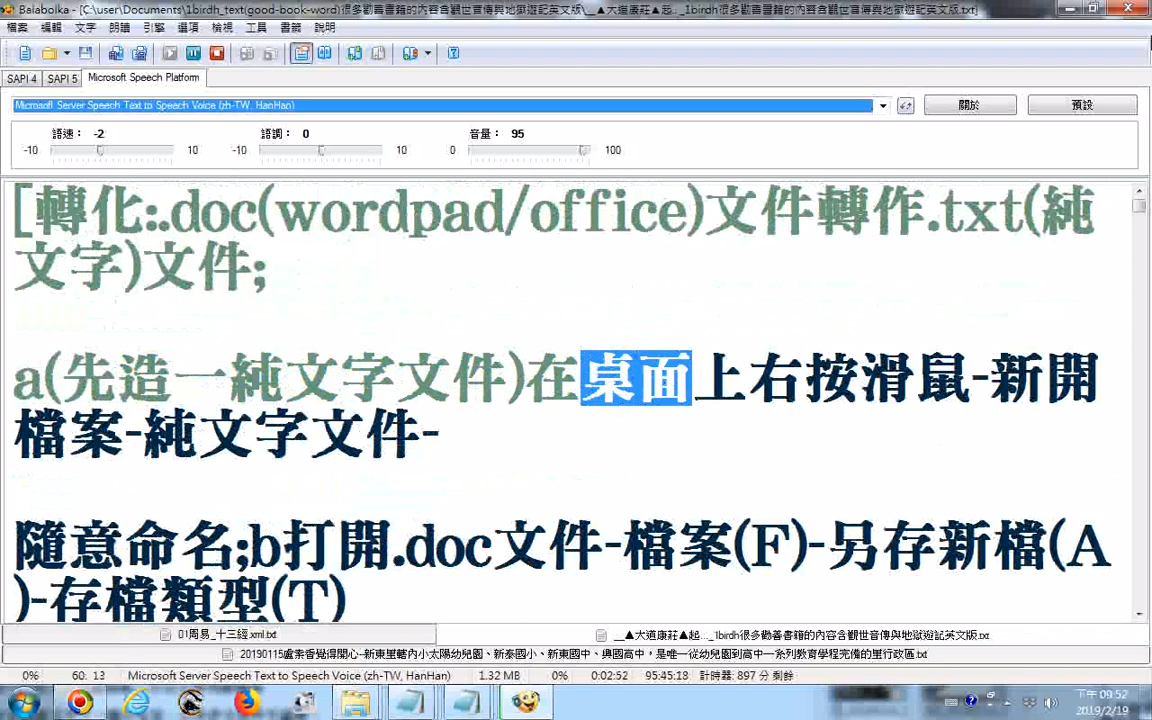 Balabolka - [C:\user\Documents\1birdh_text(good-book-word)很多勸善書籍的內容含觀世音傳與地獄遊記英文版\__▲大道康莊▲起..._1birdh很多勸善書籍的內容含觀世音傳與地獄遊記英文版.txt]
檔案 編輯 文字 朗讀 引擎 選項 檢視 工具 書籤 說明
SAPI 4 SAPI 5 Microsoft Speech Platform
Microsoft Server Speech Text to Speech Voice (zh-TW, HanHan) 關於 預設
語速： -2 語調： 0 音量： 95
-10 10 -10 10 0 100
[轉化:.doc(wordpad/office)文件轉作.txt(純
文字)文件;
a(先造一純文字文件)在桌面上右按滑鼠-新開
檔案-純文字文件-
隨意命名;b打開.doc文件-檔案(F)-另存新檔(A
)-存檔類型(T)
01周易_十三經.xml.txt __▲大道康莊▲起..._1birdh很多勸善書籍的內容含觀世音傳與地獄遊記英文版.txt
20190115盧素香覺得開心-新東里轄內小太陽幼兒園、新泰國小、新東國中、興國高中，是唯一從幼兒園到高中一系列教育學程完備的里行政區.txt
0% 60: 13 Microsoft Server Speech Text to Speech Voice (zh-TW, HanHan) 1.32 MB 0% 0:02:52 95:45:18 計時器: 897 分 剩餘
下午 09:52
2019/2/19